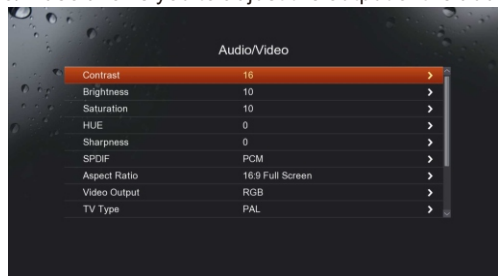 Audio/Video
Contrast 16
Brightness 10
Saturation 10
HUE 0
Sharpness 0
SPDIF PCM
Aspect Ratio 16:9 Full Screen
Video Output RGB
TV Type PAL